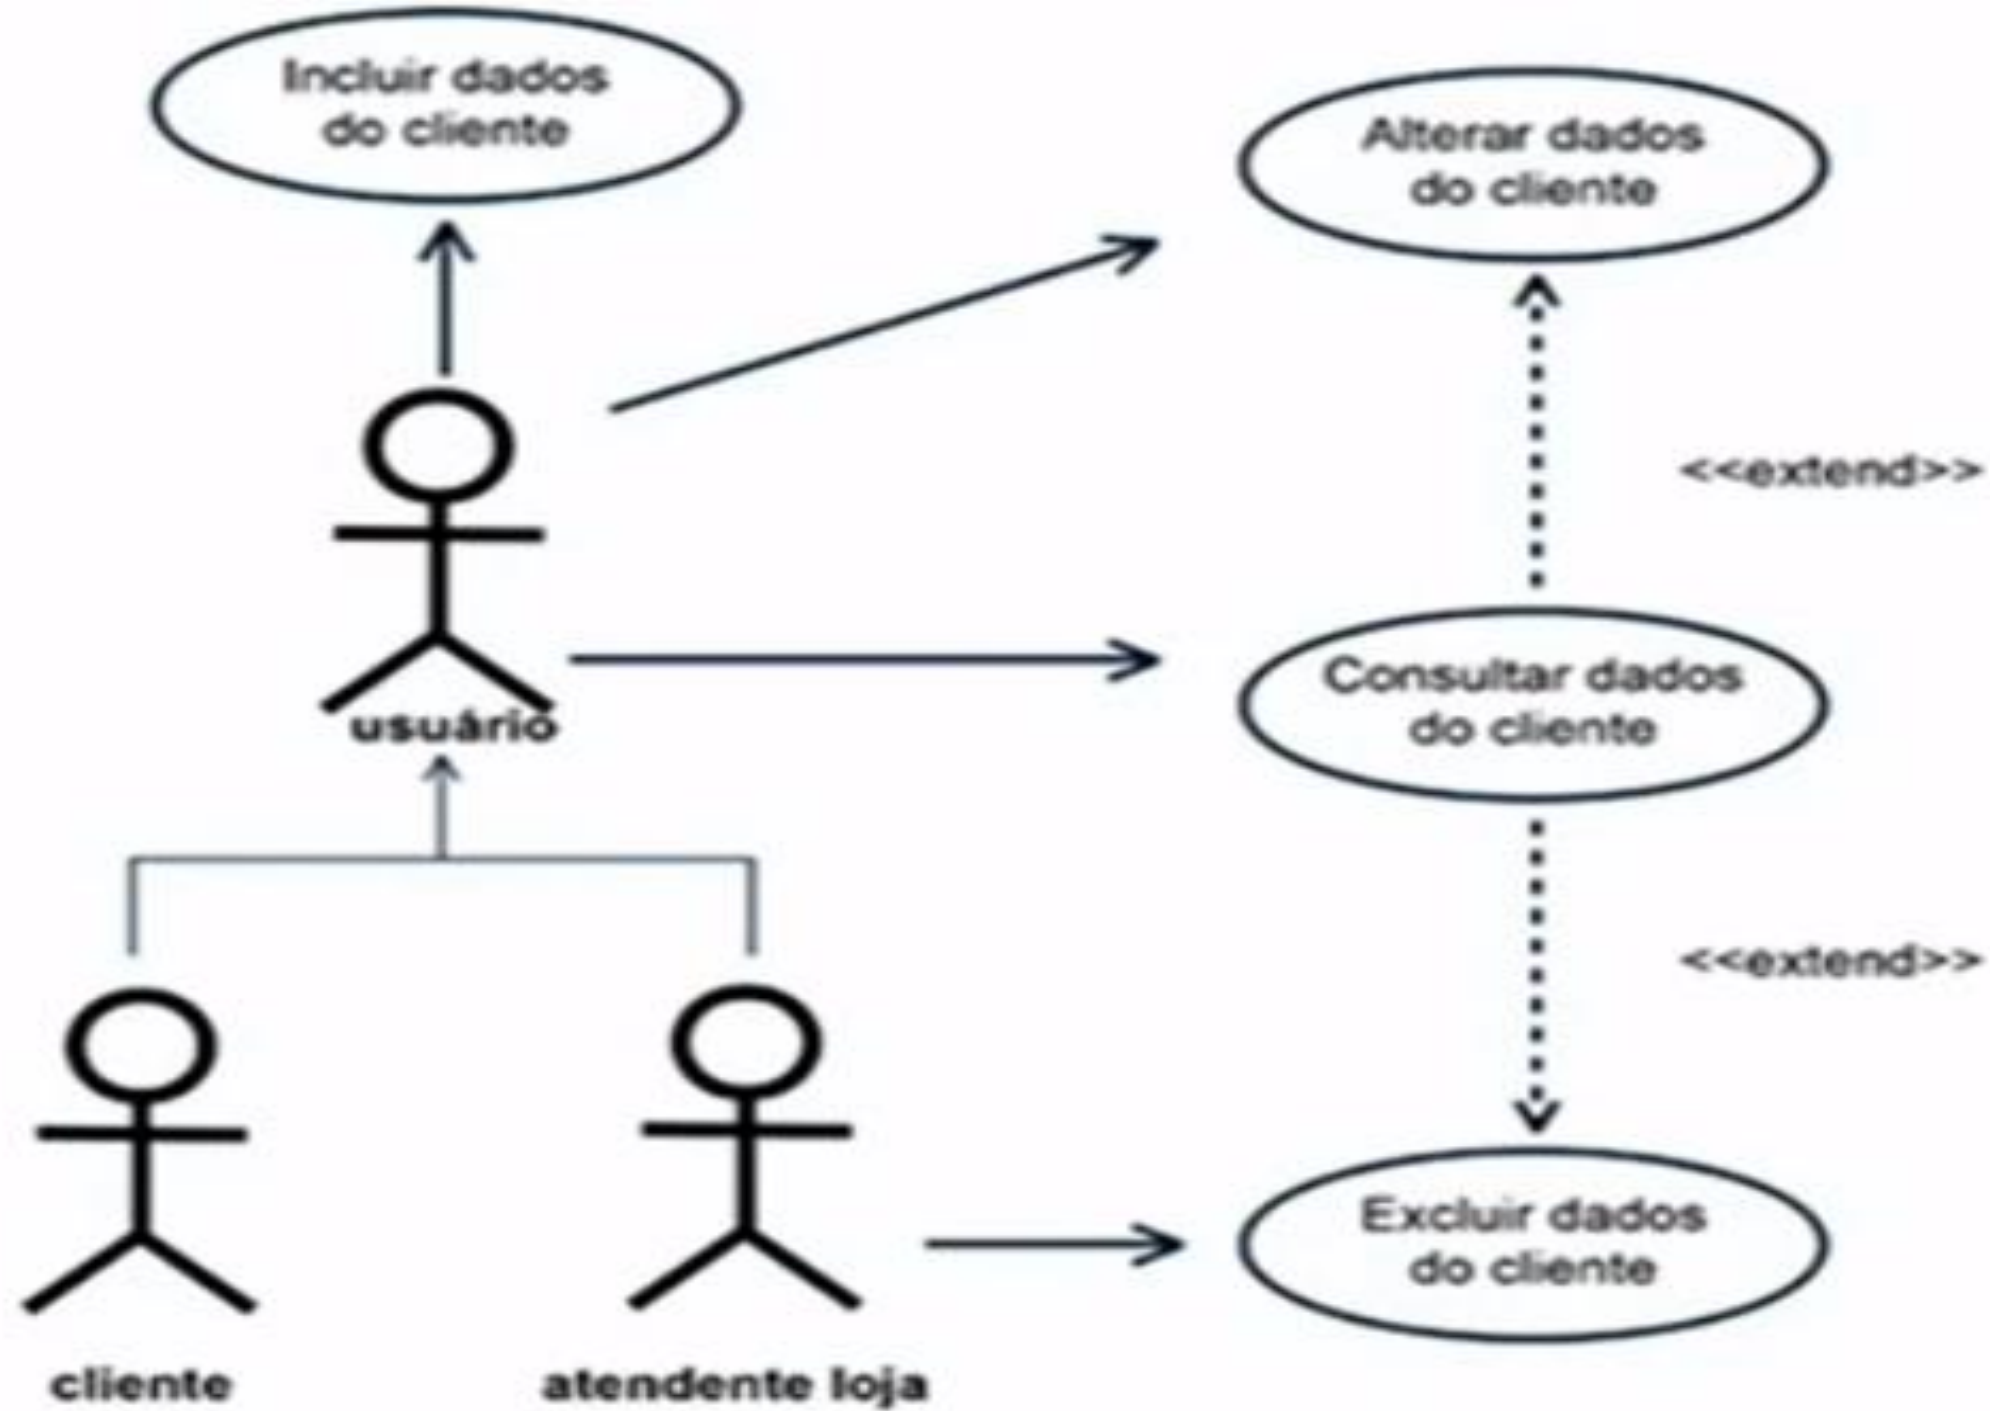 Incluir dados
do cliente
Alterar dados
do cliente
<<extend>>
Consultar dados
do cliente
usuário
<<extend>>
Excluir dados
do cliente
cliente
atendente loja